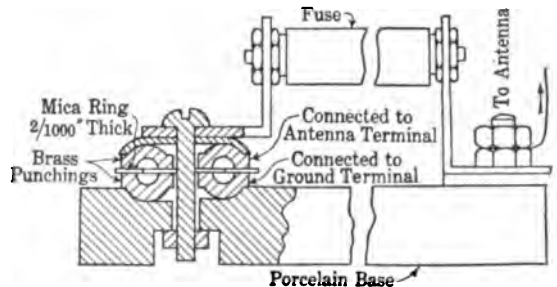 Fuse
To Antenna
Mica Ring
2/1000" Thick
Connected to
Antenna Terminal
Brass
Punchings
Connected to
Ground Terminal
Porcelain Base